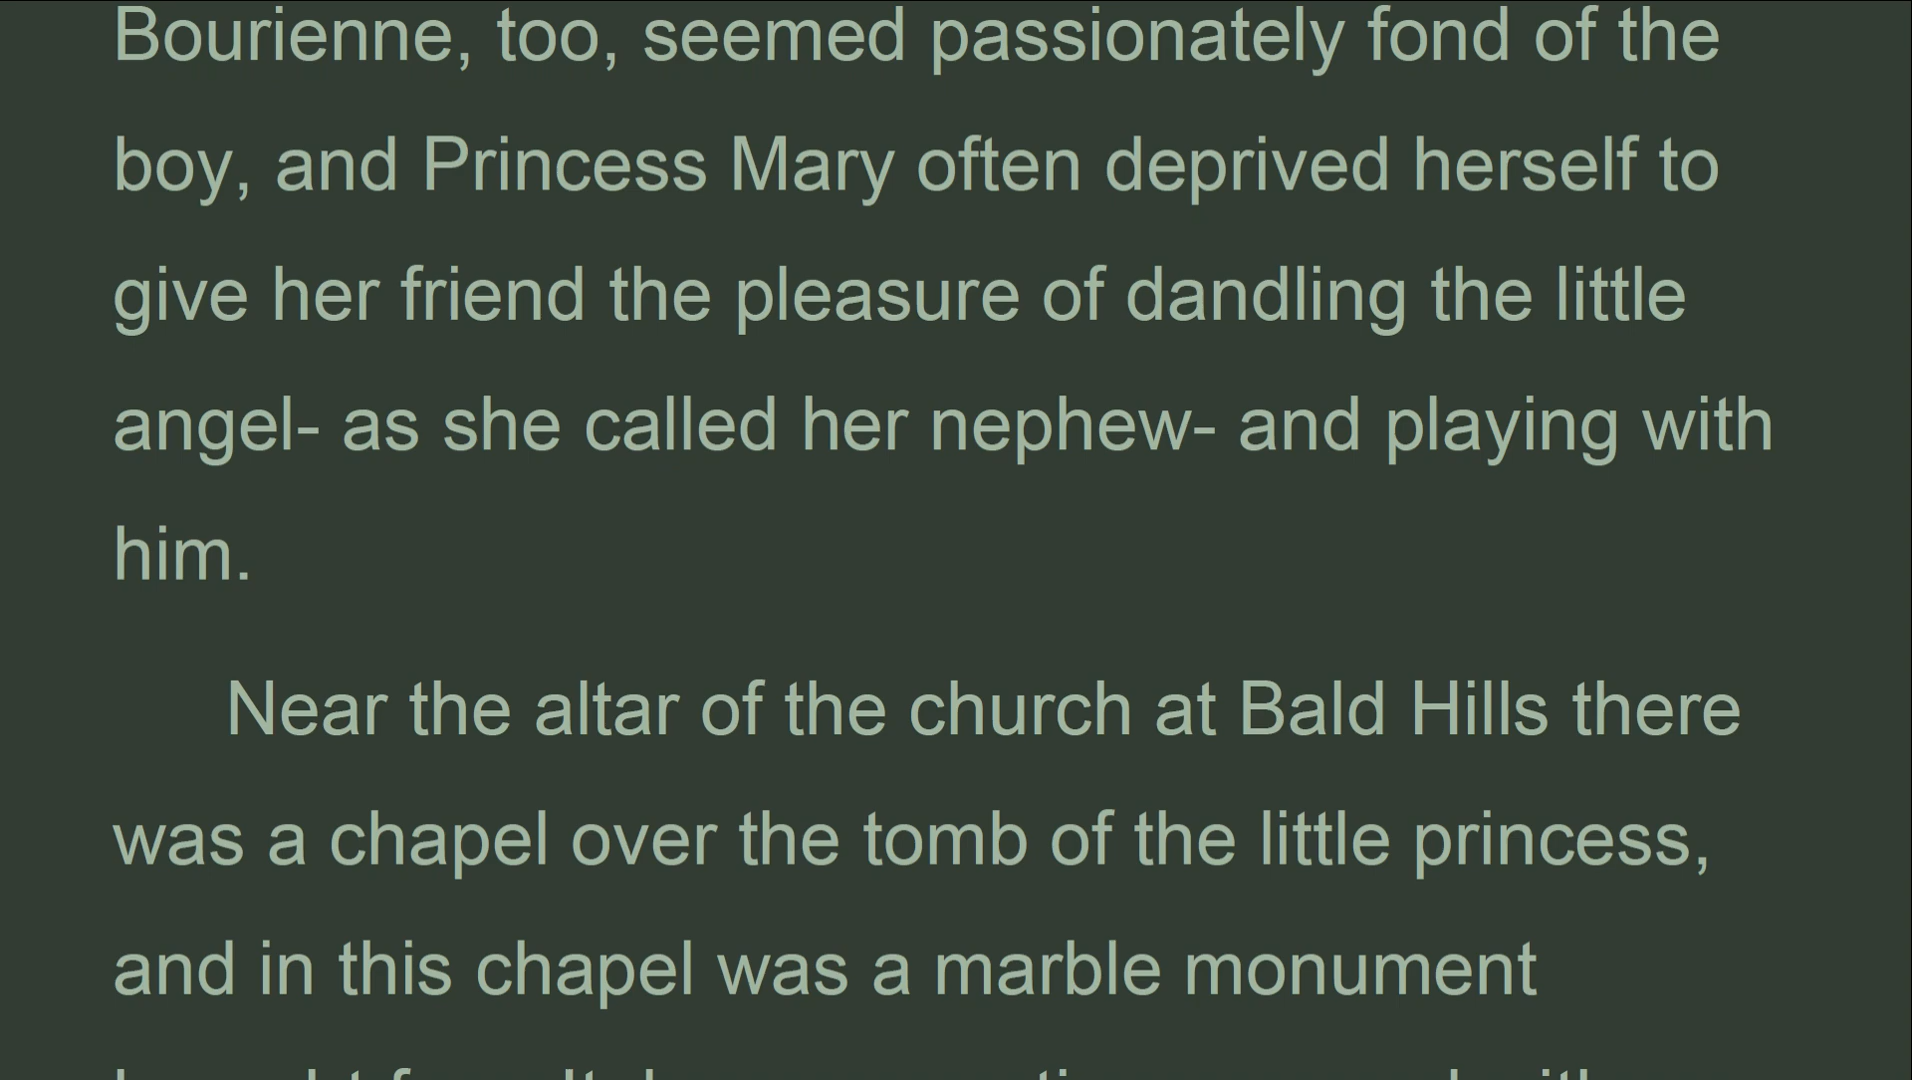 Bourienne, too, seemed passionately fond of the
boy, and Princess Mary often deprived herself to
give her friend the pleasure of dandling the little
angel- as she called her nephew- and playing with
him.
Near the altar of the church at Bald Hills there
was a chapel over the tomb of the little princess,
and in this chapel was a marble monument